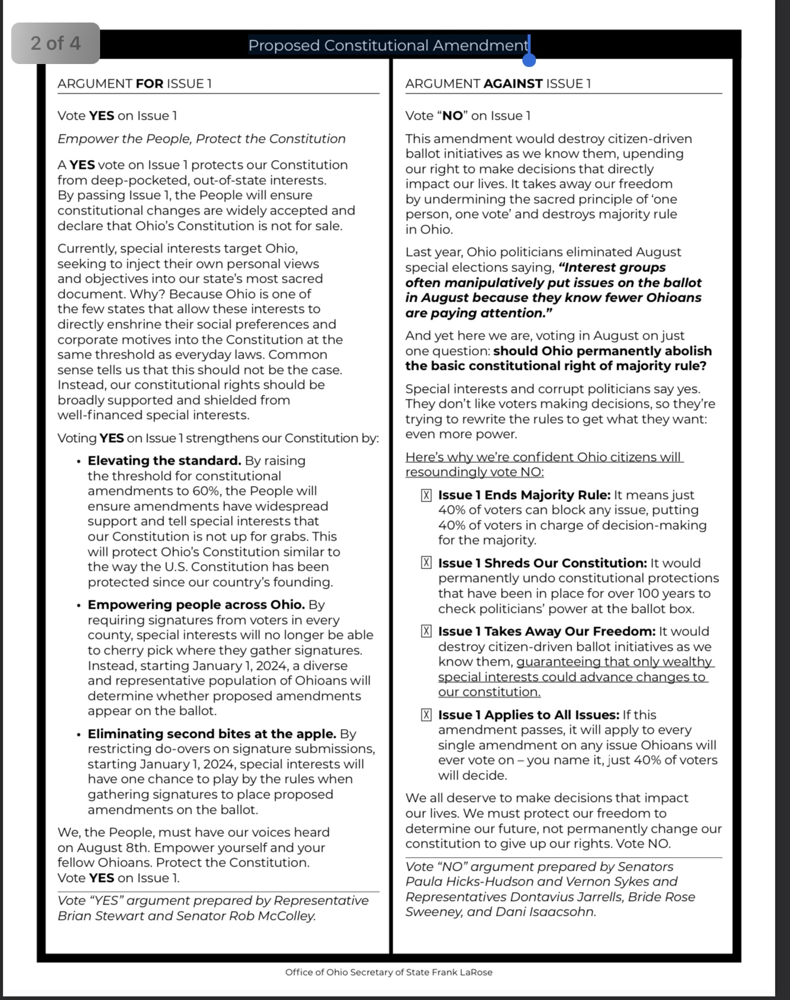 2 of 4
Proposed Constitutional Amendment
ARGUMENT FOR ISSUE 1
Vote YES on Issue 1
Empower the People, Protect the Constitution
A YES vote on Issue 1 protects our Constitution
from deep-pocketed, out-of-state interests.
By passing Issue 1, the People will ensure
constitutional changes are widely accepted and
declare that Ohio’s Constitution is not for sale.
Currently, special interests target Ohio,
seeking to inject their own personal views
and objectives into our state’s most sacred
document. Why? Because Ohio is one of
the few states that allow these interests to
directly enshrine their social preferences and
corporate motives into the Constitution at the
same threshold as everyday laws. Common
sense tells us that this should not be the case.
Instead, our constitutional rights should be
broadly supported and shielded from
well-financed special interests.
Voting YES on Issue 1 strengthens our Constitution by:
• Elevating the standard. By raising
the threshold for constitutional
amendments to 60%, the People will
ensure amendments have widespread
support and tell special interests that
our Constitution is not up for grabs. This
will protect Ohio’s Constitution similar to
the way the U.S. Constitution has been
protected since our country’s founding.
• Empowering people across Ohio. By
requiring signatures from voters in every
county, special interests will no longer be able
to cherry pick where they gather signatures.
Instead, starting January 1, 2024, a diverse
and representative population of Ohioans will
determine whether proposed amendments
appear on the ballot.
• Eliminating second bites at the apple. By
restricting do-overs on signature submissions,
starting January 1, 2024, special interests will
have one chance to play by the rules when
gathering signatures to place proposed
amendments on the ballot.
We, the People, must have our voices heard
on August 8th. Empower yourself and your
fellow Ohioans. Protect the Constitution.
Vote YES on Issue 1.
Vote “YES” argument prepared by Representative
Brian Stewart and Senator Rob McColley.
ARGUMENT AGAINST ISSUE 1
Vote “NO” on Issue 1
This amendment would destroy citizen-driven
ballot initiatives as we know them, upending
our right to make decisions that directly
impact our lives. It takes away our freedom
by undermining the sacred principle of ‘one
person, one vote’ and destroys majority rule
in Ohio.
Last year, Ohio politicians eliminated August
special elections saying, “Interest groups
often manipulatively put issues on the ballot
in August because they know fewer Ohioans
are paying attention.”
And yet here we are, voting in August on just
one question: should Ohio permanently abolish
the basic constitutional right of majority rule?
Special interests and corrupt politicians say yes.
They don’t like voters making decisions, so they’re
trying to rewrite the rules to get what they want:
even more power.
Here’s why we’re confident Ohio citizens will
resoundingly vote NO:
☒ Issue 1 Ends Majority Rule: It means just
40% of voters can block any issue, putting
40% of voters in charge of decision-making
for the majority.
☒ Issue 1 Shreds Our Constitution: It would
permanently undo constitutional protections
that have been in place for over 100 years to
check politicians’ power at the ballot box.
☒ Issue 1 Takes Away Our Freedom: It would
destroy citizen-driven ballot initiatives as we
know them, guaranteeing that only wealthy
special interests could advance changes to
our constitution.
☒ Issue 1 Applies to All Issues: If this
amendment passes, it will apply to every
single amendment on any issue Ohioans will
ever vote on – you name it, just 40% of voters
will decide.
We all deserve to make decisions that impact
our lives. We must protect our freedom to
determine our future, not permanently change our
constitution to give up our rights. Vote NO.
Vote “NO” argument prepared by Senators
Paula Hicks-Hudson and Vernon Sykes and
Representatives Dontavius Jarrells, Bride Rose
Sweeney, and Dani Isaacsohn.
Office of Ohio Secretary of State Frank LaRose